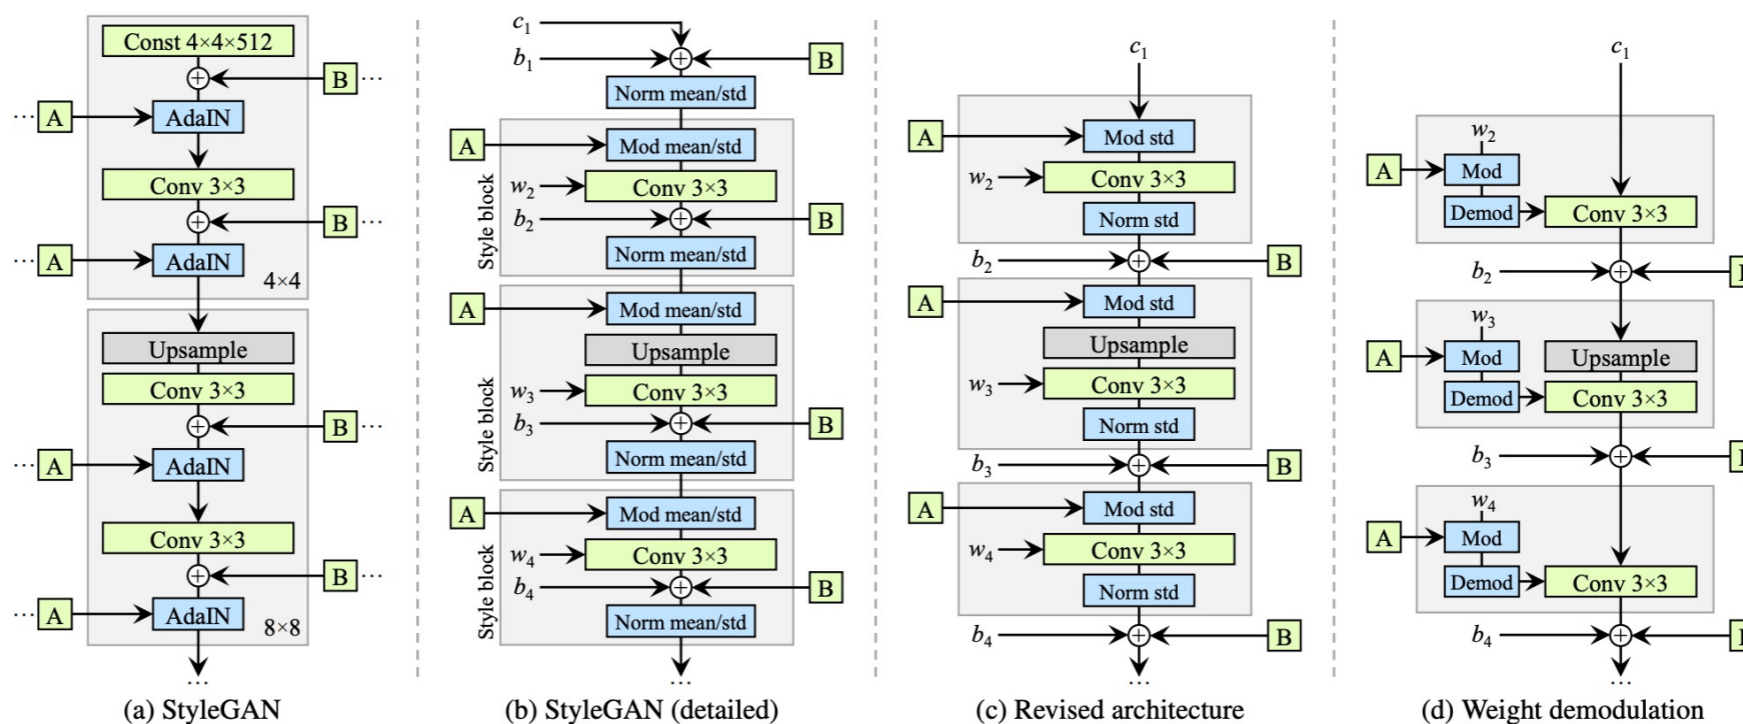 Const 4×4×512
B ...
... A
AdaIN
Conv 3×3
B ...
... A
AdaIN
4×4
Upsample
Conv 3×3
B ...
... A
AdaIN
Conv 3×3
B ...
... A
AdaIN
8×8
...
(a) StyleGAN
c1
b1
B
Norm mean/std
A
Mod mean/std
w2
Conv 3×3
b2
B
Norm mean/std
Style block
A
Mod mean/std
Upsample
w3
Conv 3×3
b3
B
Norm mean/std
Style block
A
Mod mean/std
w4
Conv 3×3
b4
B
Norm mean/std
Style block
...
(b) StyleGAN (detailed)
c1
A
Mod std
w2
Conv 3×3
Norm std
b2
B
A
Mod std
Upsample
w3
Conv 3×3
Norm std
b3
B
A
Mod std
w4
Conv 3×3
Norm std
b4
B
...
(c) Revised architecture
c1
w2
A
Mod
Demod
Conv 3×3
b2
w3
A
Mod
Upsample
Demod
Conv 3×3
b3
w4
A
Mod
Demod
Conv 3×3
b4
...
(d) Weight demodulation